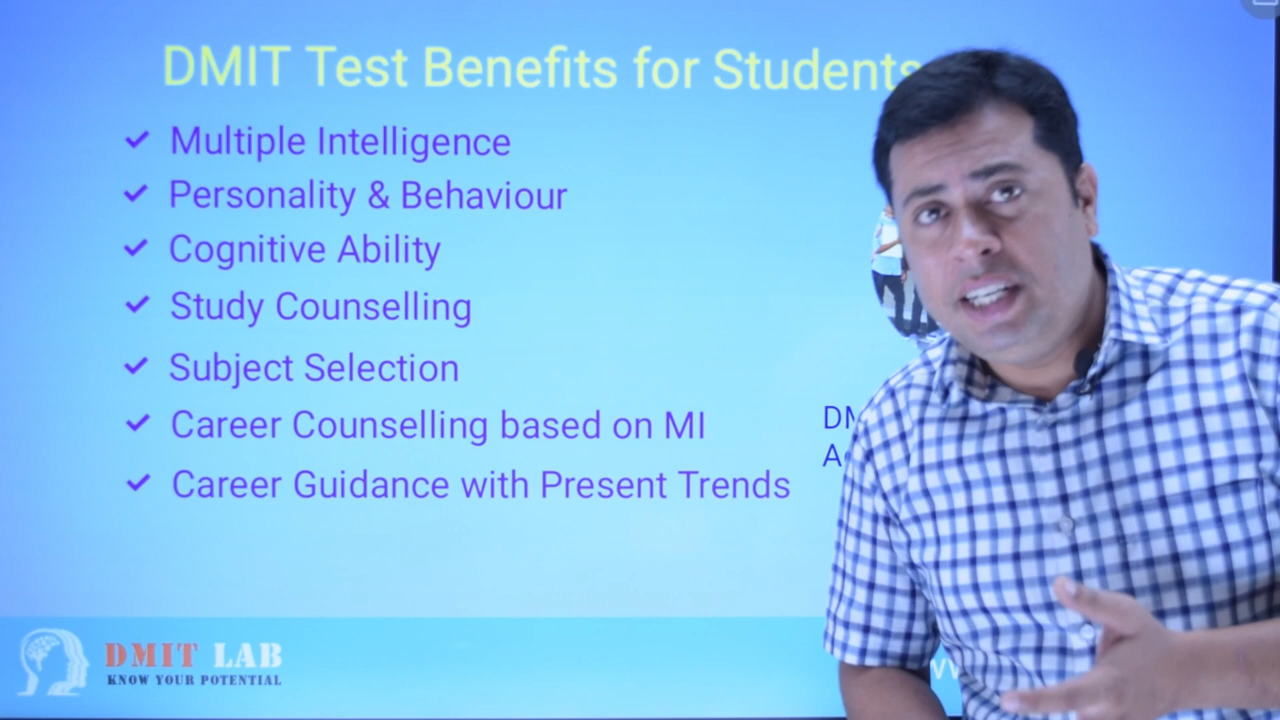 DMIT Test Benefits for Students
Multiple Intelligence
Personality & Behaviour
Cognitive Ability
Study Counselling
Subject Selection
Career Counselling based on MI
Career Guidance with Present Trends
DMIT LAB
KNOW YOUR POTENTIAL